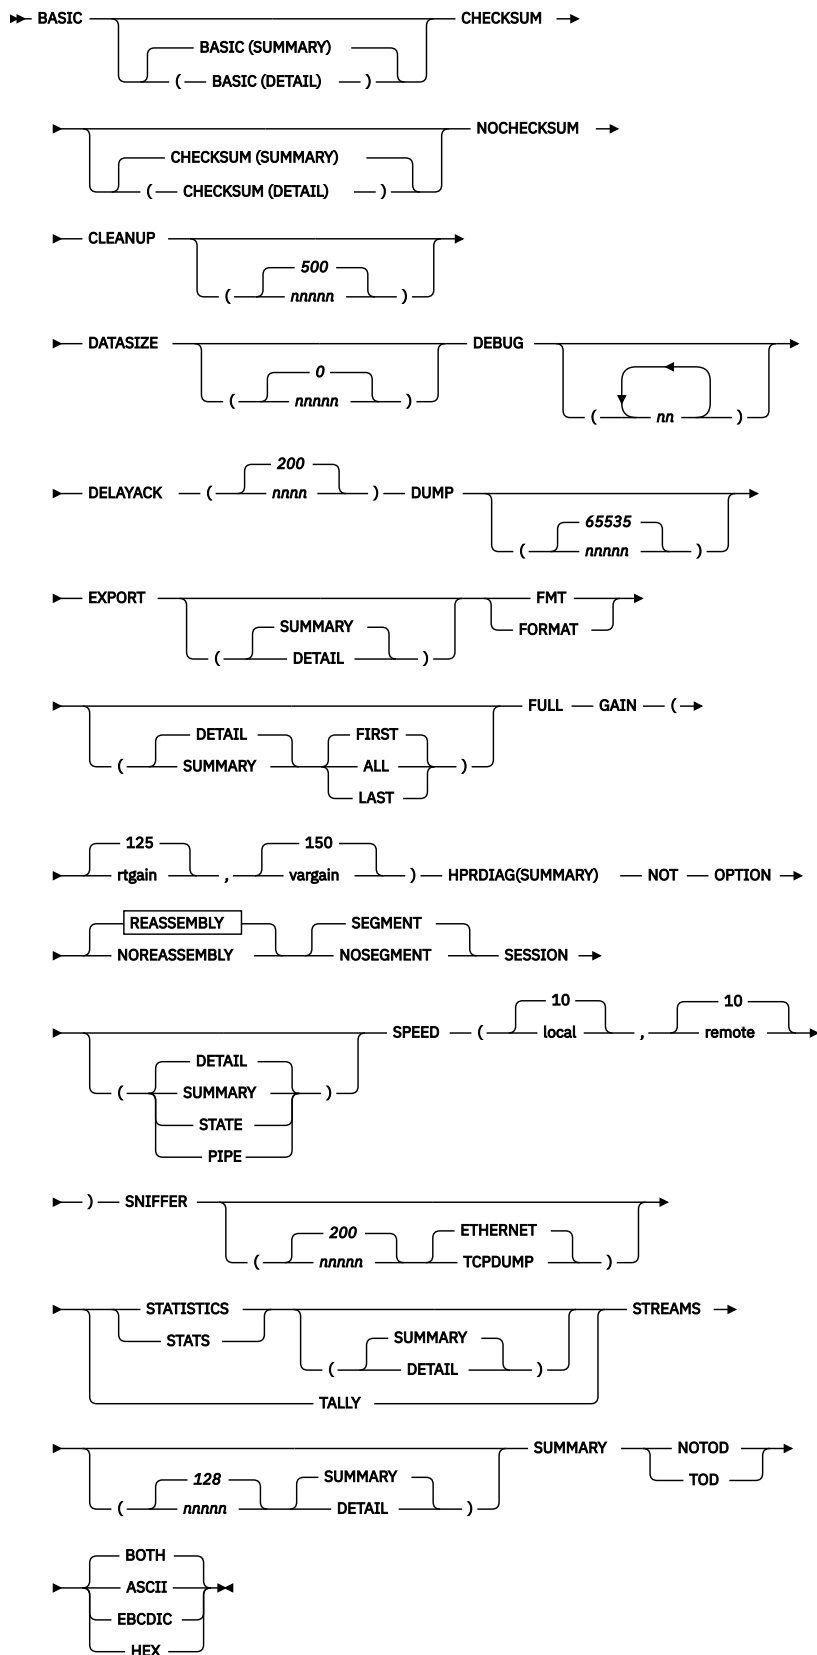 BASIC CHECKSUM
BASIC (SUMMARY)
( BASIC (DETAIL) )
NOCHECKSUM
CHECKSUM (SUMMARY)
( CHECKSUM (DETAIL) )
CLEANUP
500
( nnnnn )
DATASIZE DEBUG
0
( nnnnn ) ( nn )
200
DELAYACK ( nnnn ) DUMP
65535
( nnnnn )
EXPORT FMT
SUMMARY FORMAT
( DETAIL )
FULL GAIN (
DETAIL FIRST
( SUMMARY ALL )
LAST
125 150
rtgain , vargain ) HPRDIAG(SUMMARY) NOT OPTION
REASSEMBLY SEGMENT
NOREASSEMBLY NOSEGMENT SESSION
10 10
SPEED ( local , remote
DETAIL
( SUMMARY )
STATE
PIPE
) SNIFFER
200 ETHERNET
( nnnnn TCPDUMP )
STATISTICS STREAMS
STATS SUMMARY
( DETAIL )
TALLY
SUMMARY NOTOD
128 SUMMARY TOD
( nnnnn DETAIL )
BOTH
ASCII
EBCDIC
HEX